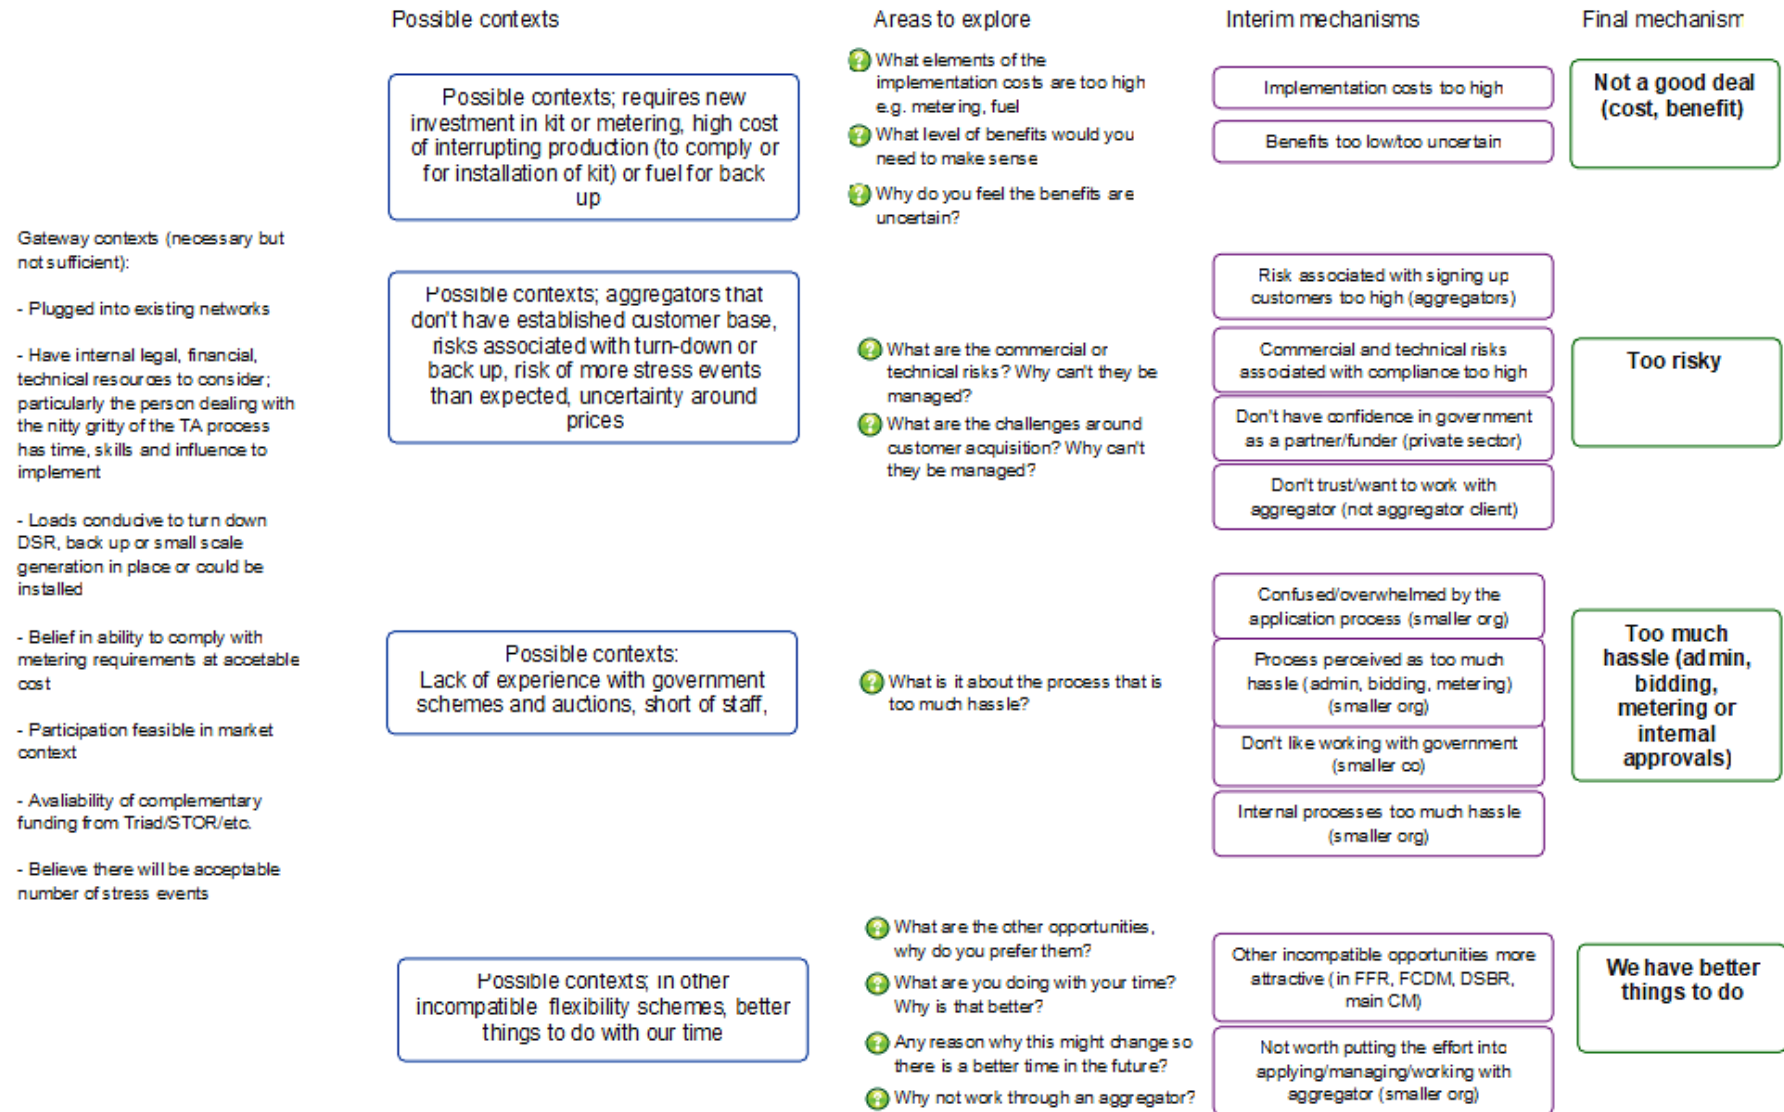 Possible contexts
Areas to explore
Interim mechanisms
Final mechanism
Gateway contexts (necessary but
not sufficient):
- Plugged into existing networks
- Have internal legal, financial,
technical resources to consider;
particularly the person dealing with
the nitty gritty of the TA process
has time, skills and influence to
implement
- Loads conducive to turn down
DSR, back up or small scale
generation in place or could be
installed
- Belief in ability to comply with
metering requirements at accetable
cost
- Participation feasible in market
context
- Avaliability of complementary
funding from Triad/STOR/etc.
- Believe there will be acceptable
number of stress events
Possible contexts; requires new
investment in kit or metering, high cost
of interrupting production (to comply or
for installation of kit) or fuel for back
up
What elements of the
implementation costs are too high
e.g. metering, fuel
What level of benefits would you
need to make sense
Why do you feel the benefits are
uncertain?
Implementation costs too high
Benefits too low/too uncertain
Not a good deal
(cost, benefit)
Possible contexts; aggregators that
don't have established customer base,
risks associated with turn-down or
back up, risk of more stress events
than expected, uncertainty around
prices
What are the commercial or
technical risks? Why can't they be
managed?
What are the challenges around
customer acquisition? Why can't
they be managed?
Risk associated with signing up
customers too high (aggregators)
Commercial and technical risks
associated with compliance too high
Don't have confidence in government
as a partner/funder (private sector)
Don't trust/want to work with
aggregator (not aggregator client)
Too risky
Possible contexts:
Lack of experience with government
schemes and auctions, short of staff,
What is it about the process that is
too much hassle?
Confused/overwhelmed by the
application process (smaller org)
Process perceived as too much
hassle (admin, bidding, metering)
(smaller org)
Don't like working with government
(smaller co)
Internal processes too much hassle
(smaller org)
Too much
hassle (admin,
bidding,
metering or
internal
approvals)
Possible contexts; in other
incompatible flexibility schemes, better
things to do with our time
What are the other opportunities,
why do you prefer them?
What are you doing with your time?
Why is that better?
Any reason why this might change so
there is a better time in the future?
Why not work through an aggregator?
Other incompatible opportunities more
attractive (in FFR, FCDM, DSBR,
main CM)
Not worth putting the effort into
applying/managing/working with
aggregator (smaller org)
We have better
things to do